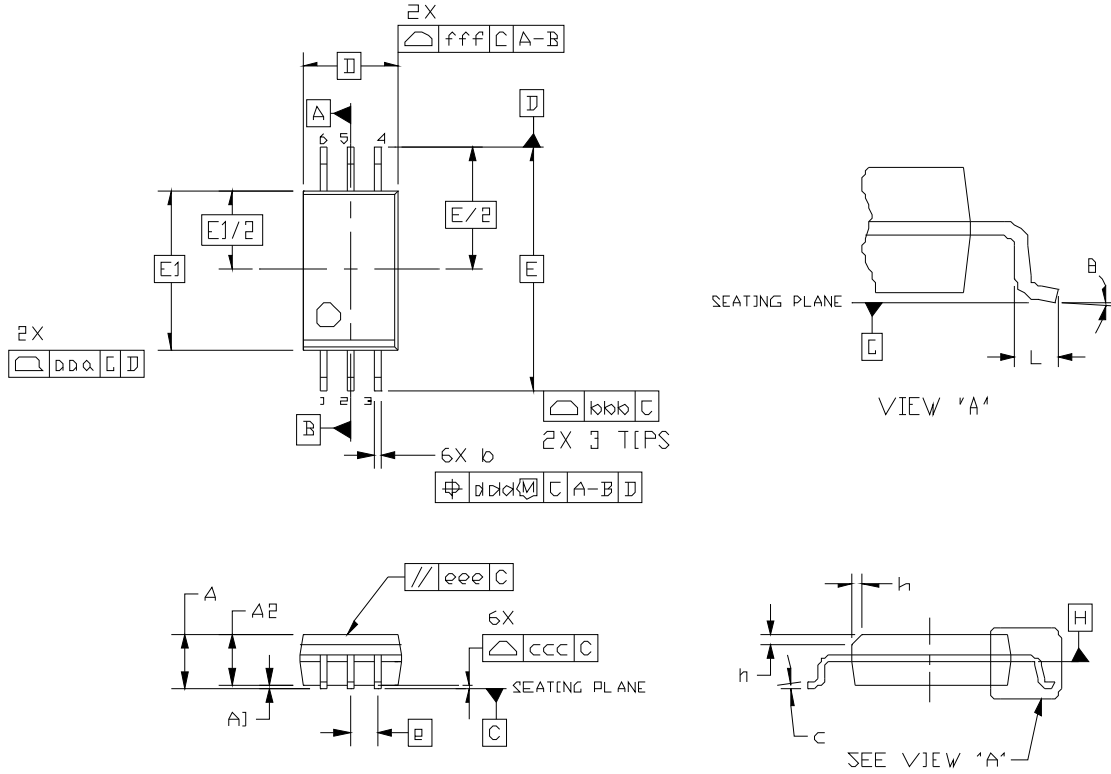 2X
fff C A-B
D
A
D
6 5 4
E1/2
E/2
E1
E
2X
C D
1 2 3
bbb C
2X 3 TIPS
B
6X b
ddd M C A-B D
SEATING PLANE
θ
C
L
VIEW "A"
// eee C
A
A2
6X
ccc C
SEATING PLANE
A1
e
C
h
H
h
c
SEE VIEW "A"